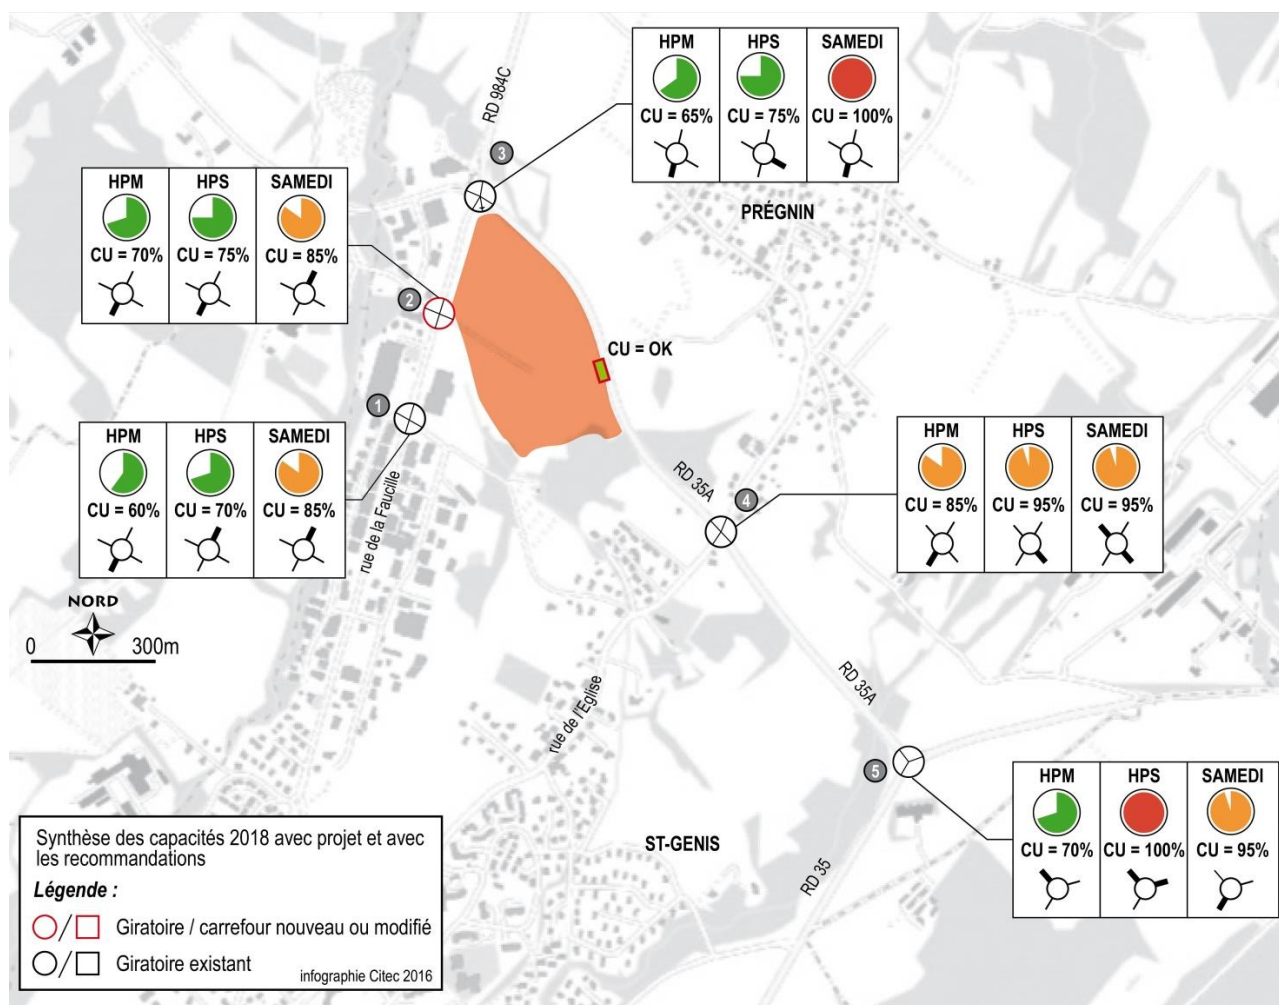 HPM HPS SAMEDI
CU = 65% CU = 75% CU = 100%
RD 984C
3
PRÉGNIN
HPM HPS SAMEDI
CU = 70% CU = 75% CU = 85%
2
CU = OK
1
HPM HPS SAMEDI
CU = 60% CU = 70% CU = 85%
rue de la Faucille
HPM HPS SAMEDI
CU = 85% CU = 95% CU = 95%
RD 35A
4
NORD
0 300m
RD 35A
rue de l'Eglise
5
HPM HPS SAMEDI
CU = 70% CU = 100% CU = 95%
ST-GENIS
RD 35
Synthèse des capacités 2018 avec projet et avec
les recommandations
Légende :
Giratoire / carrefour nouveau ou modifié
Giratoire existant
infographie Citec 2016